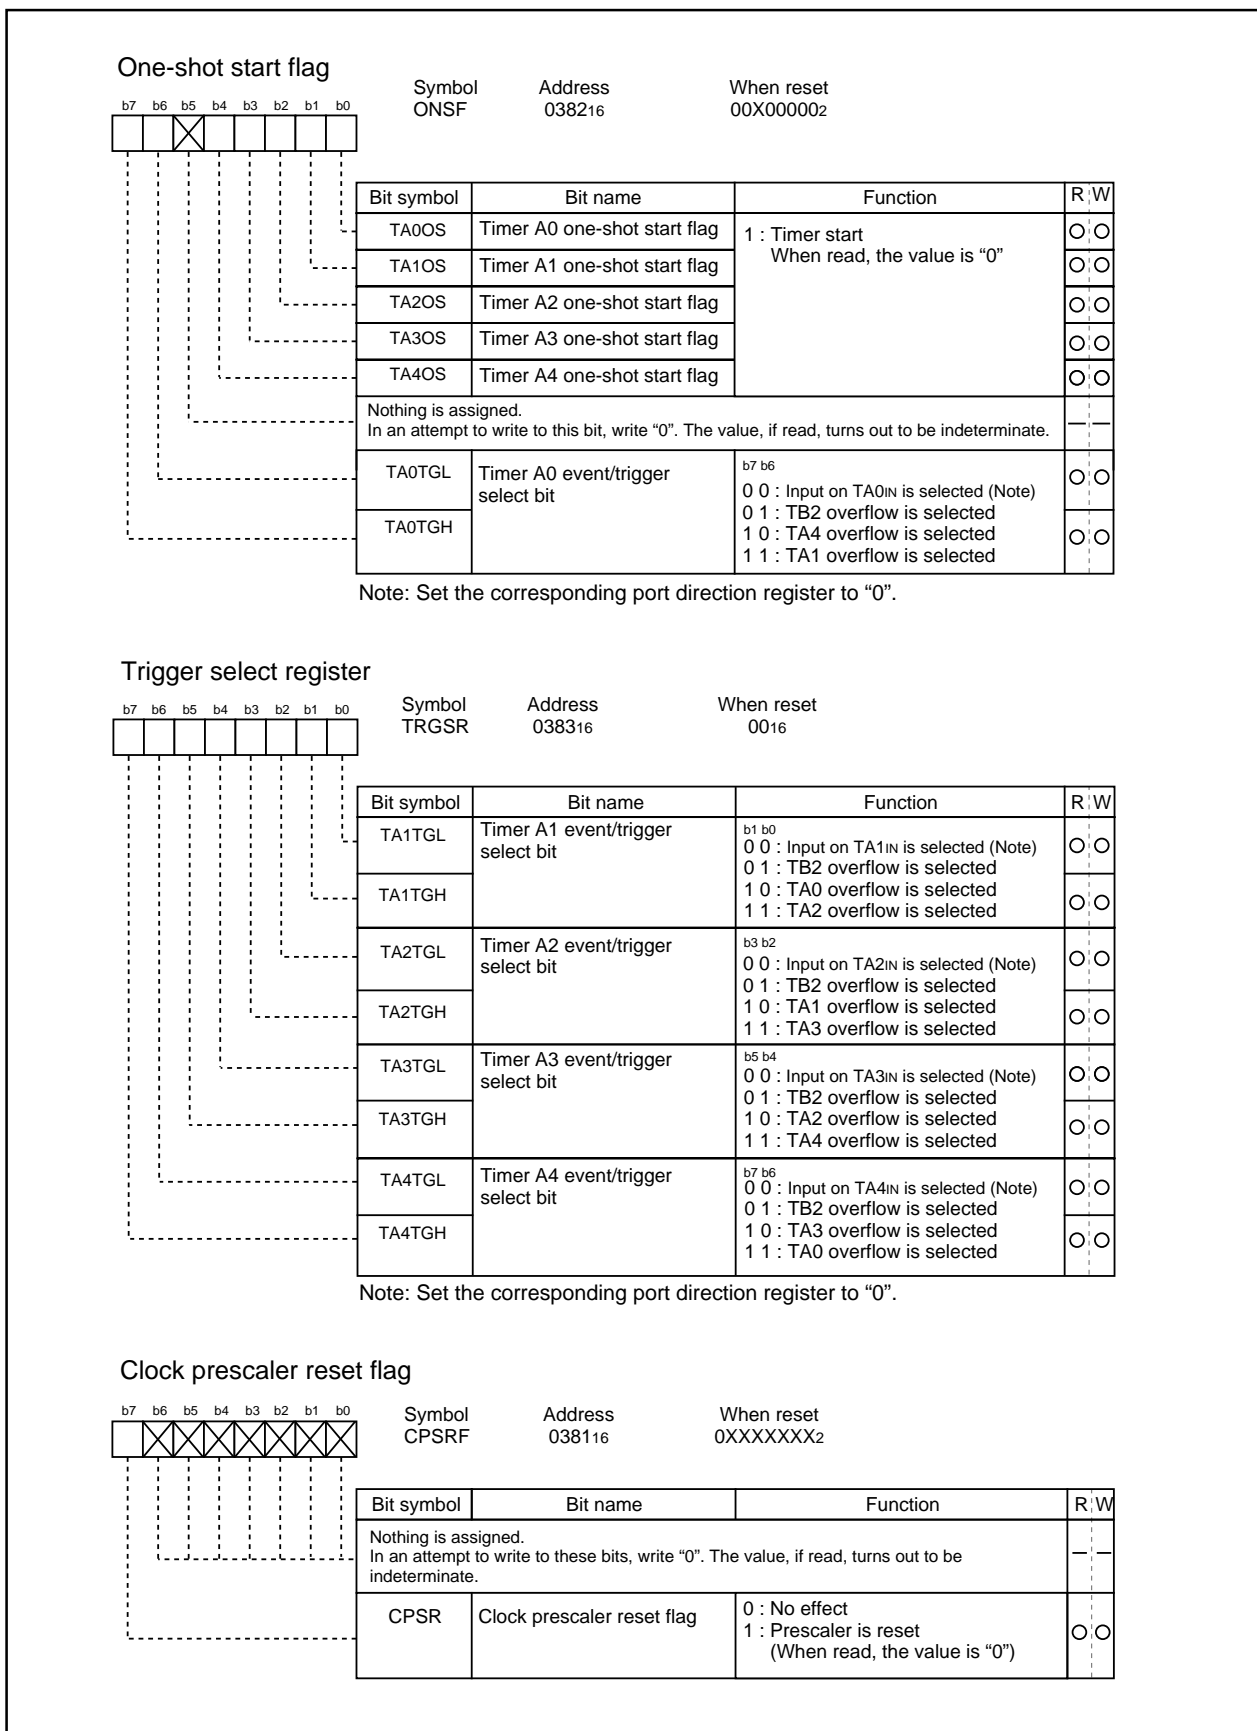 One-shot start flag
Symbol Address When reset
ONSF 038216 00X000002
b7 b6 b5 b4 b3 b2 b1 b0
Bit symbol Bit name Function R W
TA0OS Timer A0 one-shot start flag 1 : Timer start
When read, the value is “0”
TA1OS Timer A1 one-shot start flag
TA2OS Timer A2 one-shot start flag
TA3OS Timer A3 one-shot start flag
TA4OS Timer A4 one-shot start flag
Nothing is assigned.
In an attempt to write to this bit, write “0”. The value, if read, turns out to be indeterminate.
TA0TGL Timer A0 event/trigger select bit b7 b6
0 0 : Input on TA0IN is selected (Note)
0 1 : TB2 overflow is selected
TA0TGH 1 0 : TA4 overflow is selected
1 1 : TA1 overflow is selected
Note: Set the corresponding port direction register to “0”.
Trigger select register
Symbol Address When reset
TRGSR 038316 0016
b7 b6 b5 b4 b3 b2 b1 b0
Bit symbol Bit name Function R W
TA1TGL Timer A1 event/trigger select bit b1 b0
0 0 : Input on TA1IN is selected (Note)
0 1 : TB2 overflow is selected
TA1TGH 1 0 : TA0 overflow is selected
1 1 : TA2 overflow is selected
TA2TGL Timer A2 event/trigger select bit b3 b2
0 0 : Input on TA2IN is selected (Note)
0 1 : TB2 overflow is selected
TA2TGH 1 0 : TA1 overflow is selected
1 1 : TA3 overflow is selected
TA3TGL Timer A3 event/trigger select bit b5 b4
0 0 : Input on TA3IN is selected (Note)
0 1 : TB2 overflow is selected
TA3TGH 1 0 : TA2 overflow is selected
1 1 : TA4 overflow is selected
TA4TGL Timer A4 event/trigger select bit b7 b6
0 0 : Input on TA4IN is selected (Note)
0 1 : TB2 overflow is selected
TA4TGH 1 0 : TA3 overflow is selected
1 1 : TA0 overflow is selected
Note: Set the corresponding port direction register to “0”.
Clock prescaler reset flag
Symbol Address When reset
CPSRF 038116 0XXXXXXX2
b7 b6 b5 b4 b3 b2 b1 b0
Bit symbol Bit name Function R W
Nothing is assigned.
In an attempt to write to these bits, write “0”. The value, if read, turns out to be
indeterminate.
CPSR Clock prescaler reset flag 0 : No effect
1 : Prescaler is reset
(When read, the value is “0”)